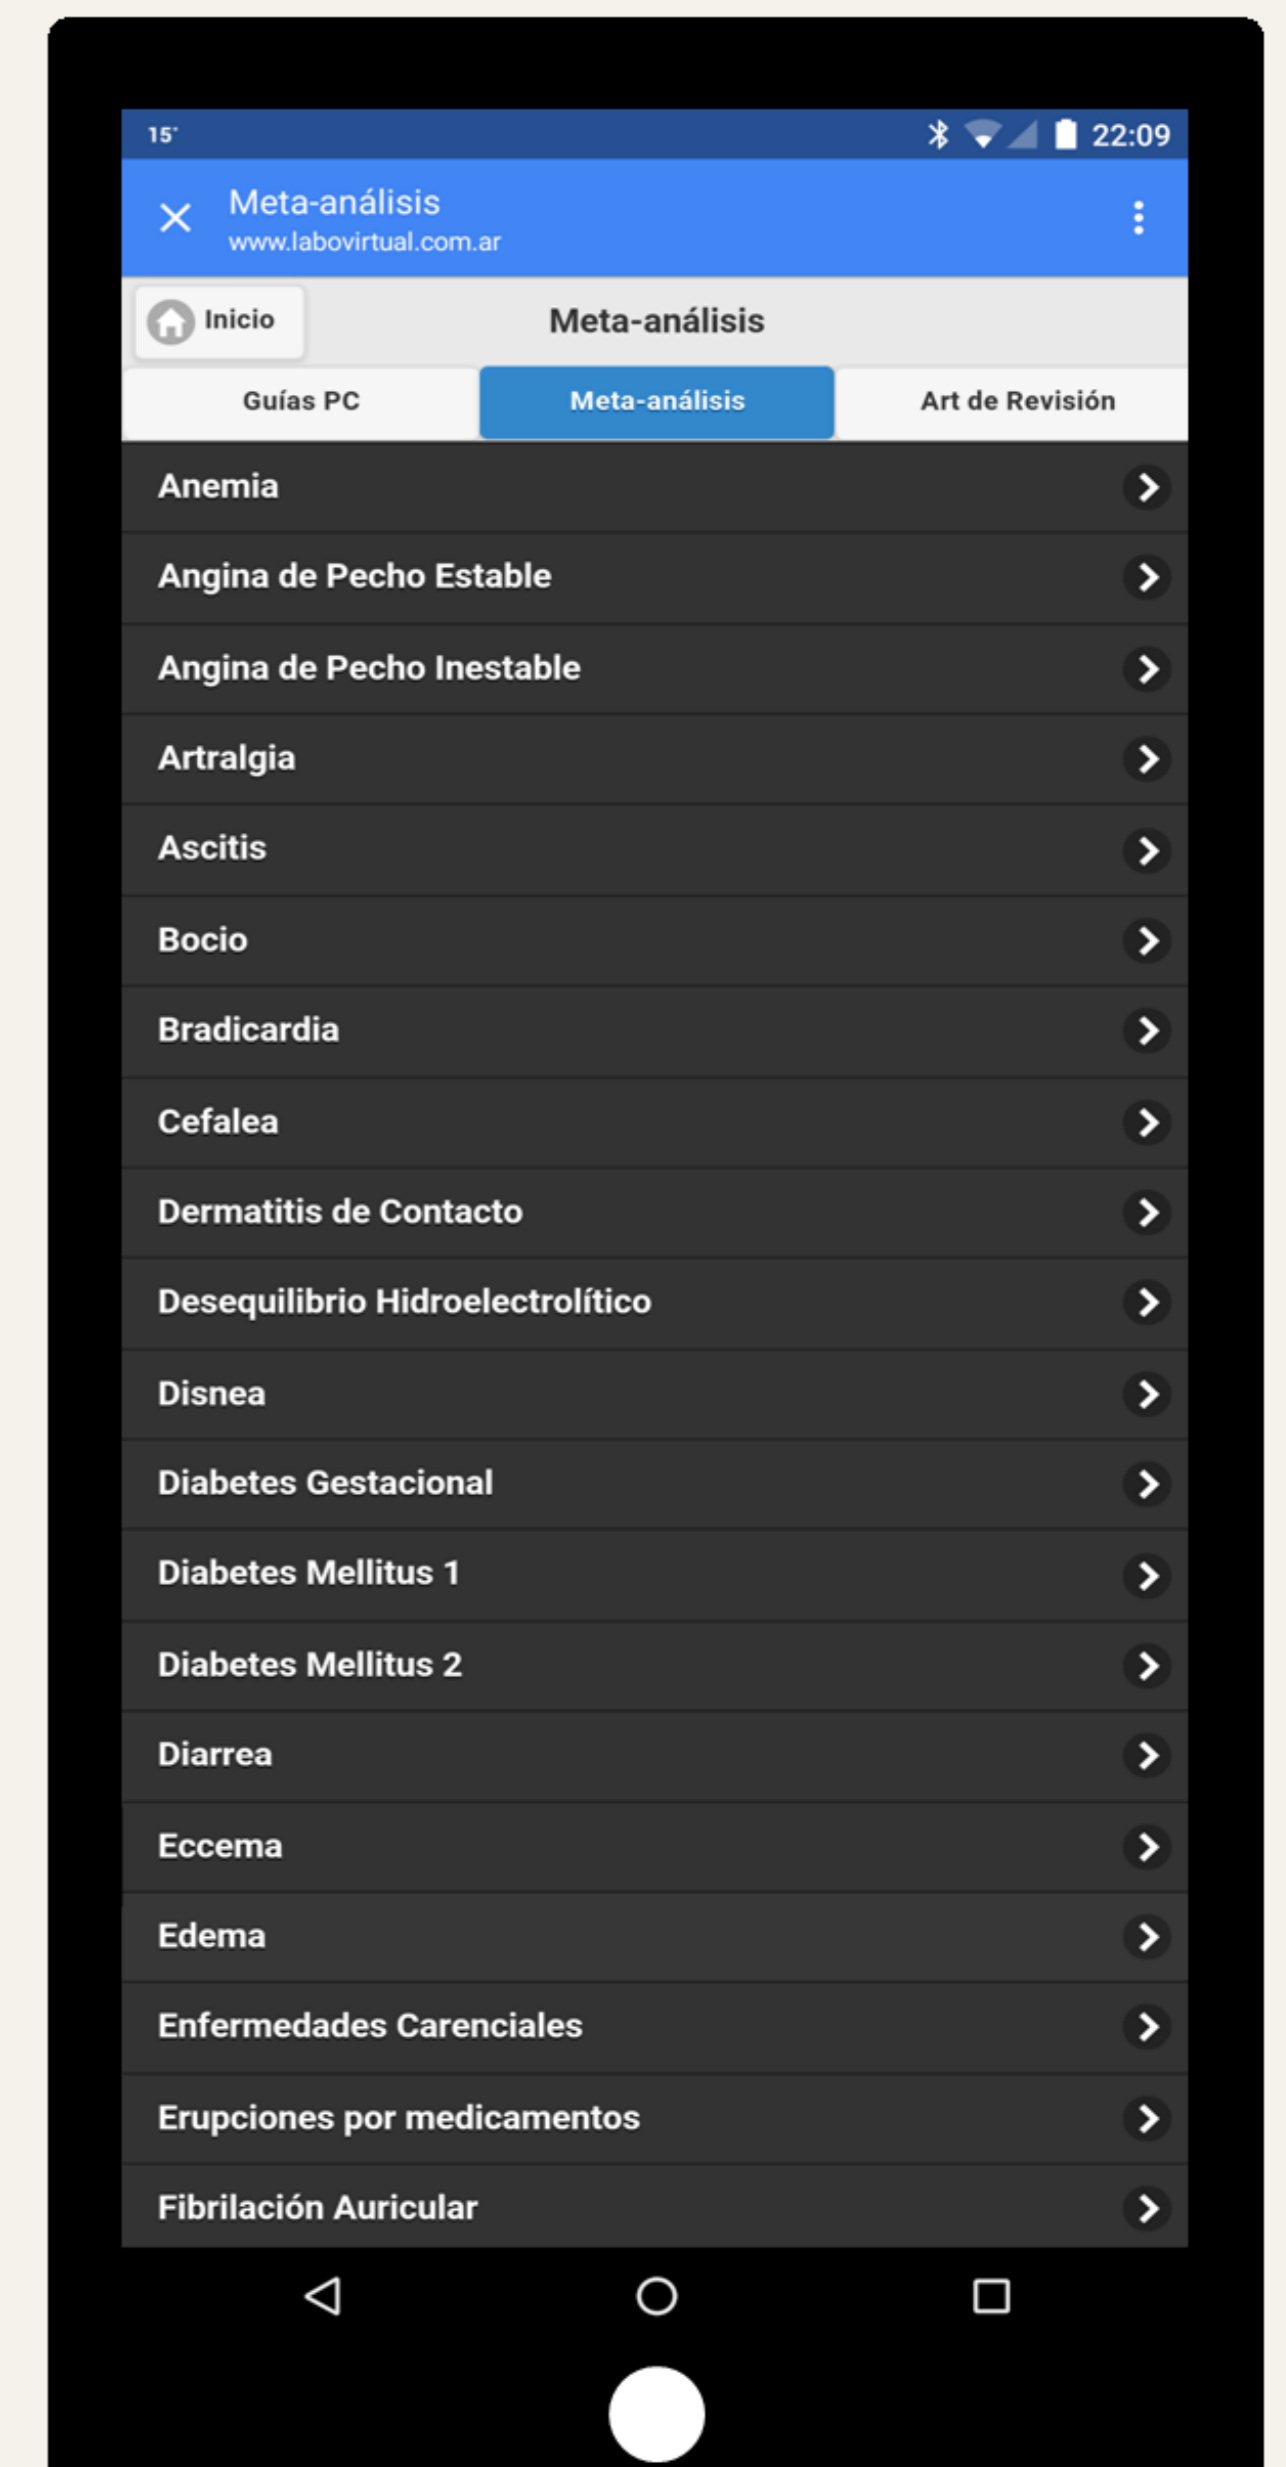 15°
22:09
Meta-análisis
www.labovirtual.com.ar
Inicio
Meta-análisis
Guías PC
Meta-análisis
Art de Revisión
Anemia
Angina de Pecho Estable
Angina de Pecho Inestable
Artralgia
Ascitis
Bocio
Bradicardia
Cefalea
Dermatitis de Contacto
Desequilibrio Hidroelectrolítico
Disnea
Diabetes Gestacional
Diabetes Mellitus 1
Diabetes Mellitus 2
Diarrea
Eccema
Edema
Enfermedades Carenciales
Erupciones por medicamentos
Fibrilación Auricular